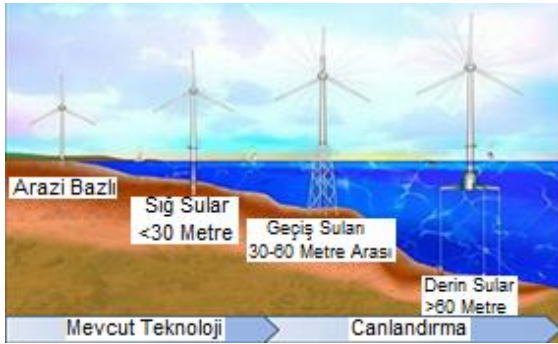 Arazi Bazlı
Sığ Sular
<30 Metre
Geçiş Suları
30-60 Metre Arası
Derin Sular
>60 Metre
Mevcut Teknoloji
Canlandırma